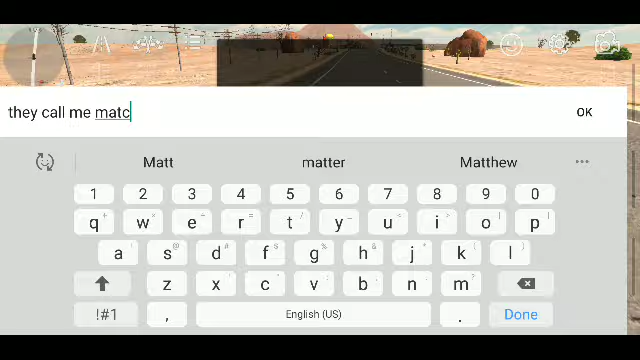 they call me matc
OK
Matt matter Matthew •••
1 2 3 4 5 6 7 8 9 0
q w e r t y u i o p
a s d f g h j k l
z x c v b n m
!#1 , English (US) . Done